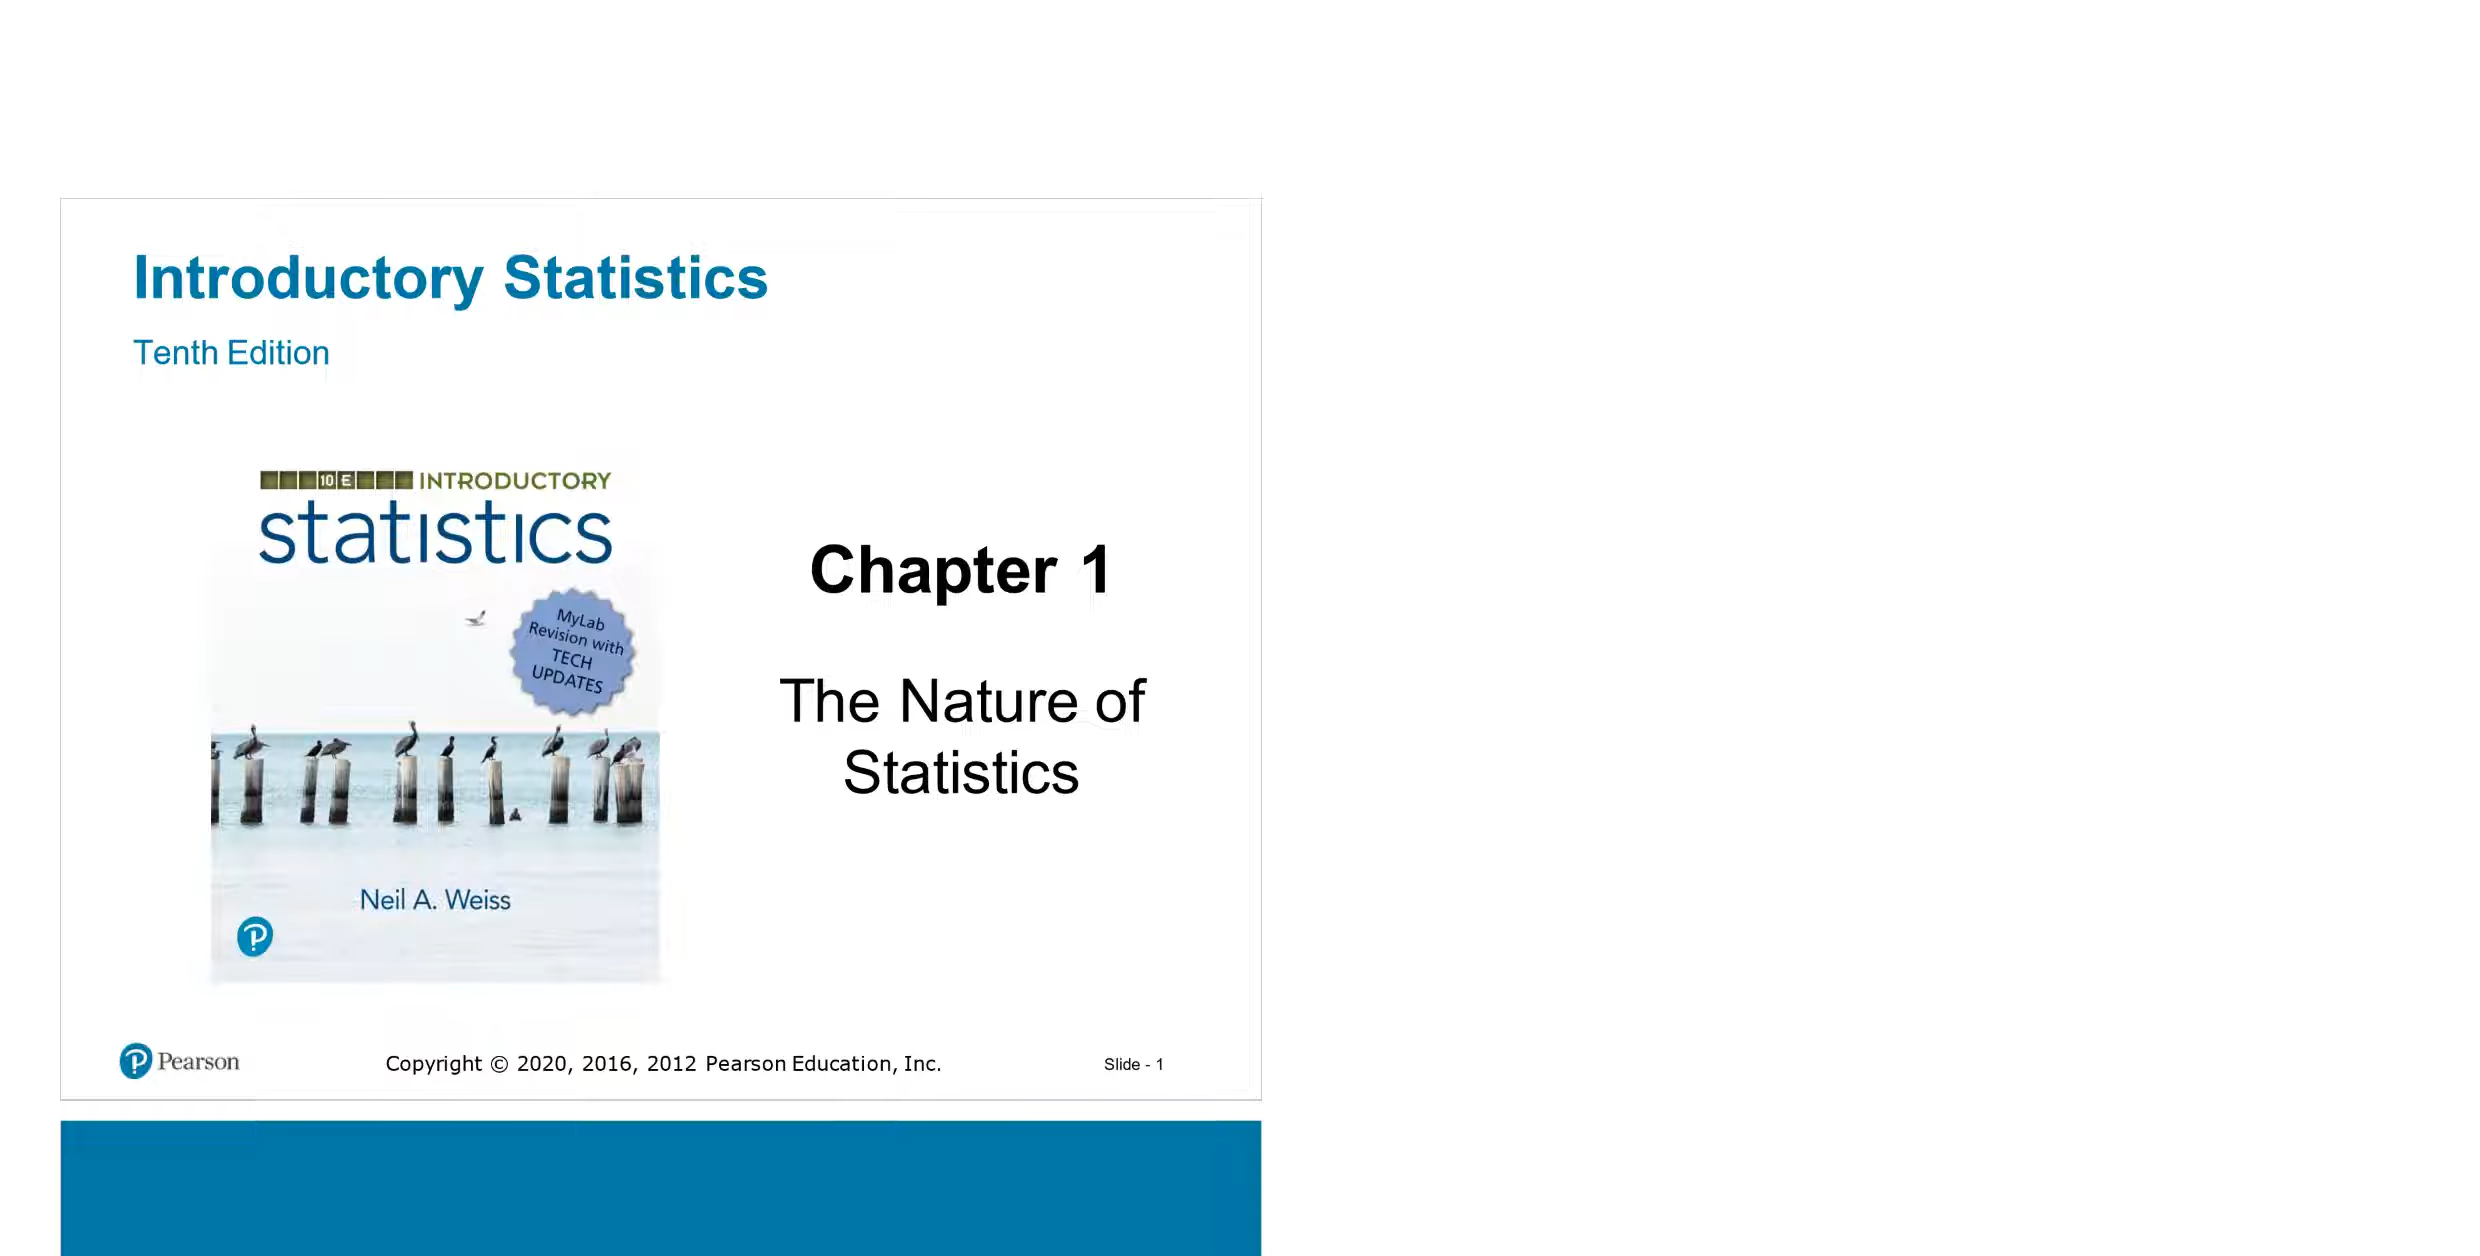 Introductory Statistics
Tenth Edition
10 E INTRODUCTORY
statistics
MyLab
Revision with
TECH
UPDATES
Neil A. Weiss
Chapter 1
The Nature of
Statistics
Pearson
Copyright © 2020, 2016, 2012 Pearson Education, Inc.
Slide - 1